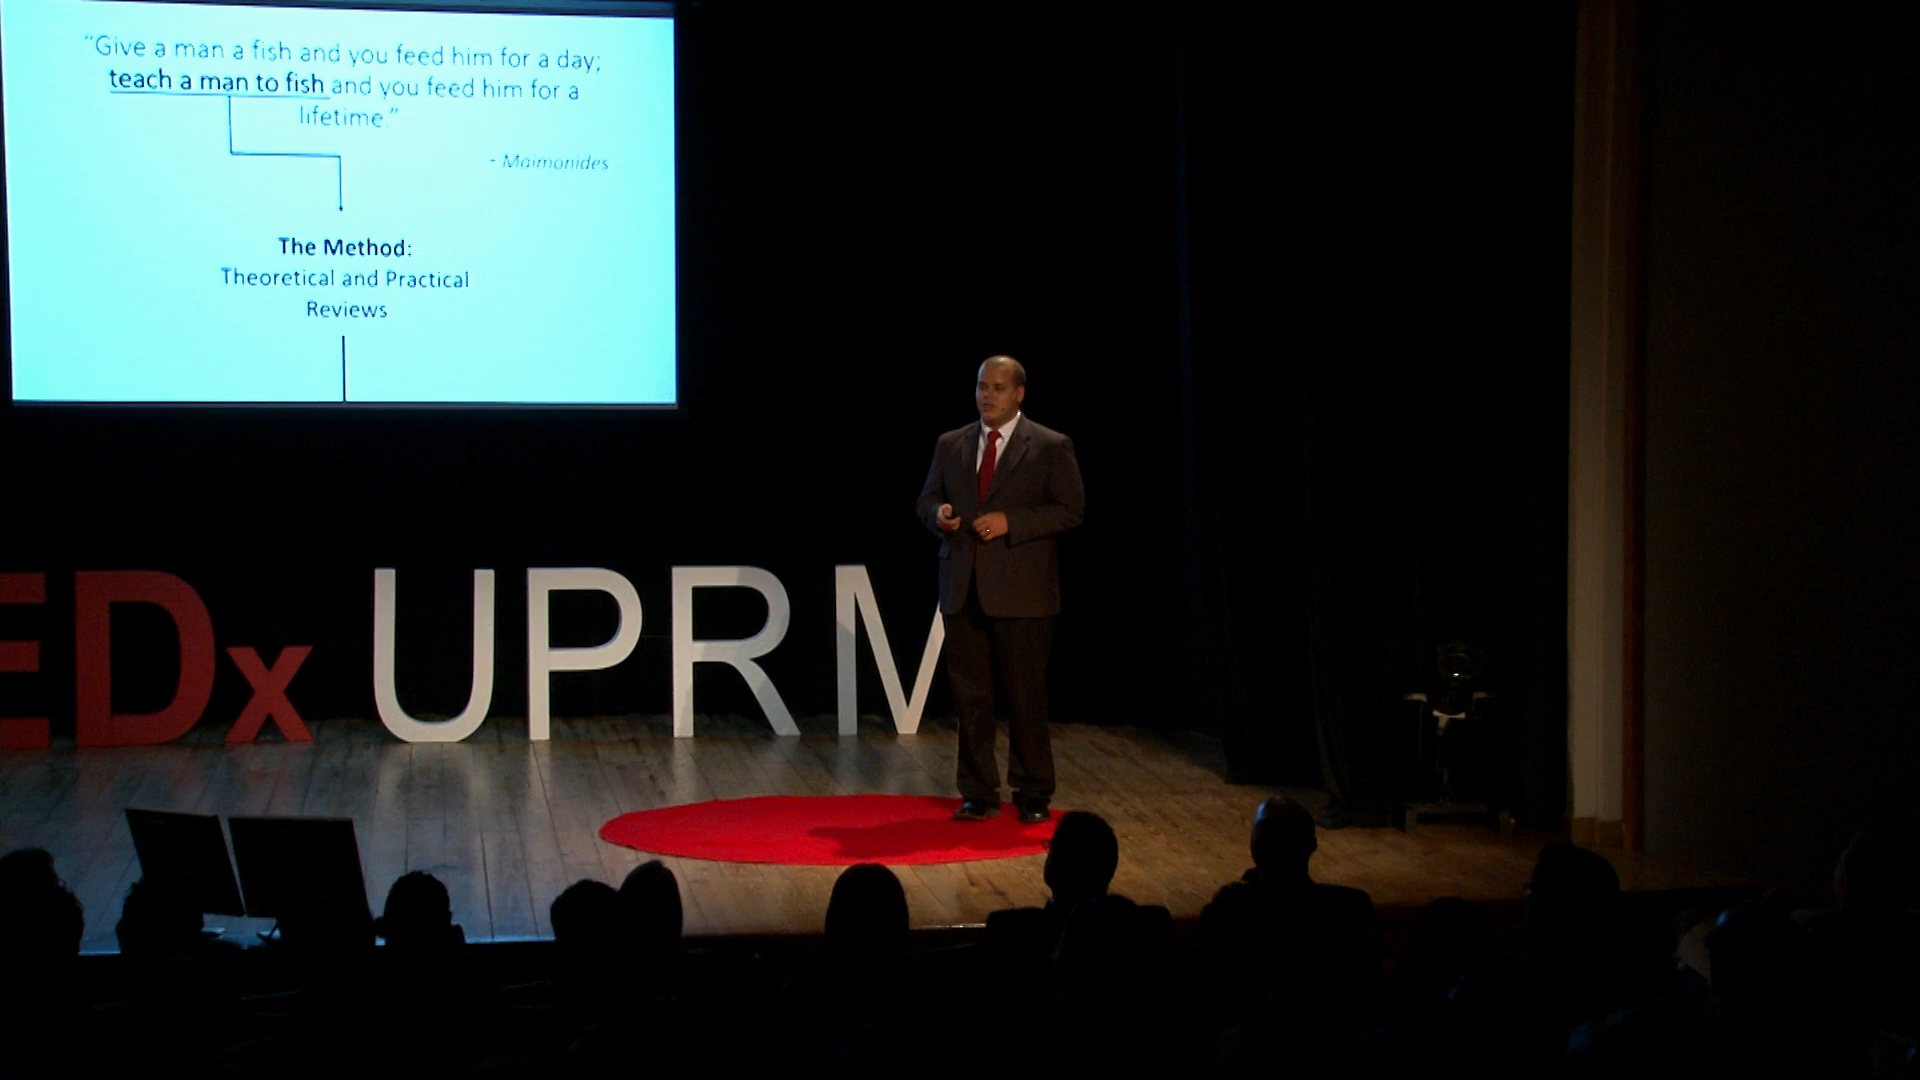 “Give a man a fish and you feed him for a day;
teach a man to fish and you feed him for a
lifetime.”
- Maimonides
The Method:
Theoretical and Practical
Reviews
EDx UPRM